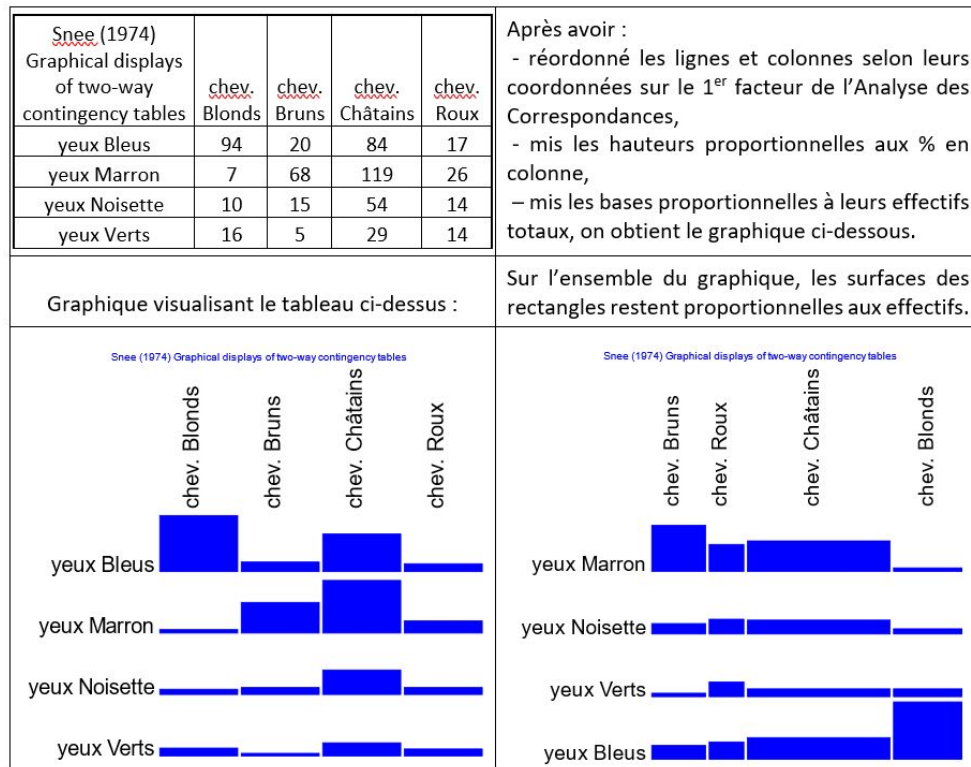 Snee (1974)
Graphical displays
of two-way
contingency tables
chev.
Blonds
chev.
Bruns
chev.
Châtains
chev.
Roux
yeux Bleus 94 20 84 17
yeux Marron 7 68 119 26
yeux Noisette 10 15 54 14
yeux Verts 16 5 29 14
Après avoir :
- réordonné les lignes et colonnes selon leurs
coordonnées sur le 1er facteur de l'Analyse des
Correspondances,
- mis les hauteurs proportionnelles aux % en
colonne,
– mis les bases proportionnelles à leurs effectifs
totaux, on obtient le graphique ci-dessous.
Graphique visualisant le tableau ci-dessus :
Sur l'ensemble du graphique, les surfaces des
rectangles restent proportionnelles aux effectifs.
Snee (1974) Graphical displays of two-way contingency tables
chev. Blonds
chev. Bruns
chev. Châtains
chev. Roux
yeux Bleus
yeux Marron
yeux Noisette
yeux Verts
Snee (1974) Graphical displays of two-way contingency tables
chev. Bruns
chev. Roux
chev. Châtains
chev. Blonds
yeux Marron
yeux Noisette
yeux Verts
yeux Bleus